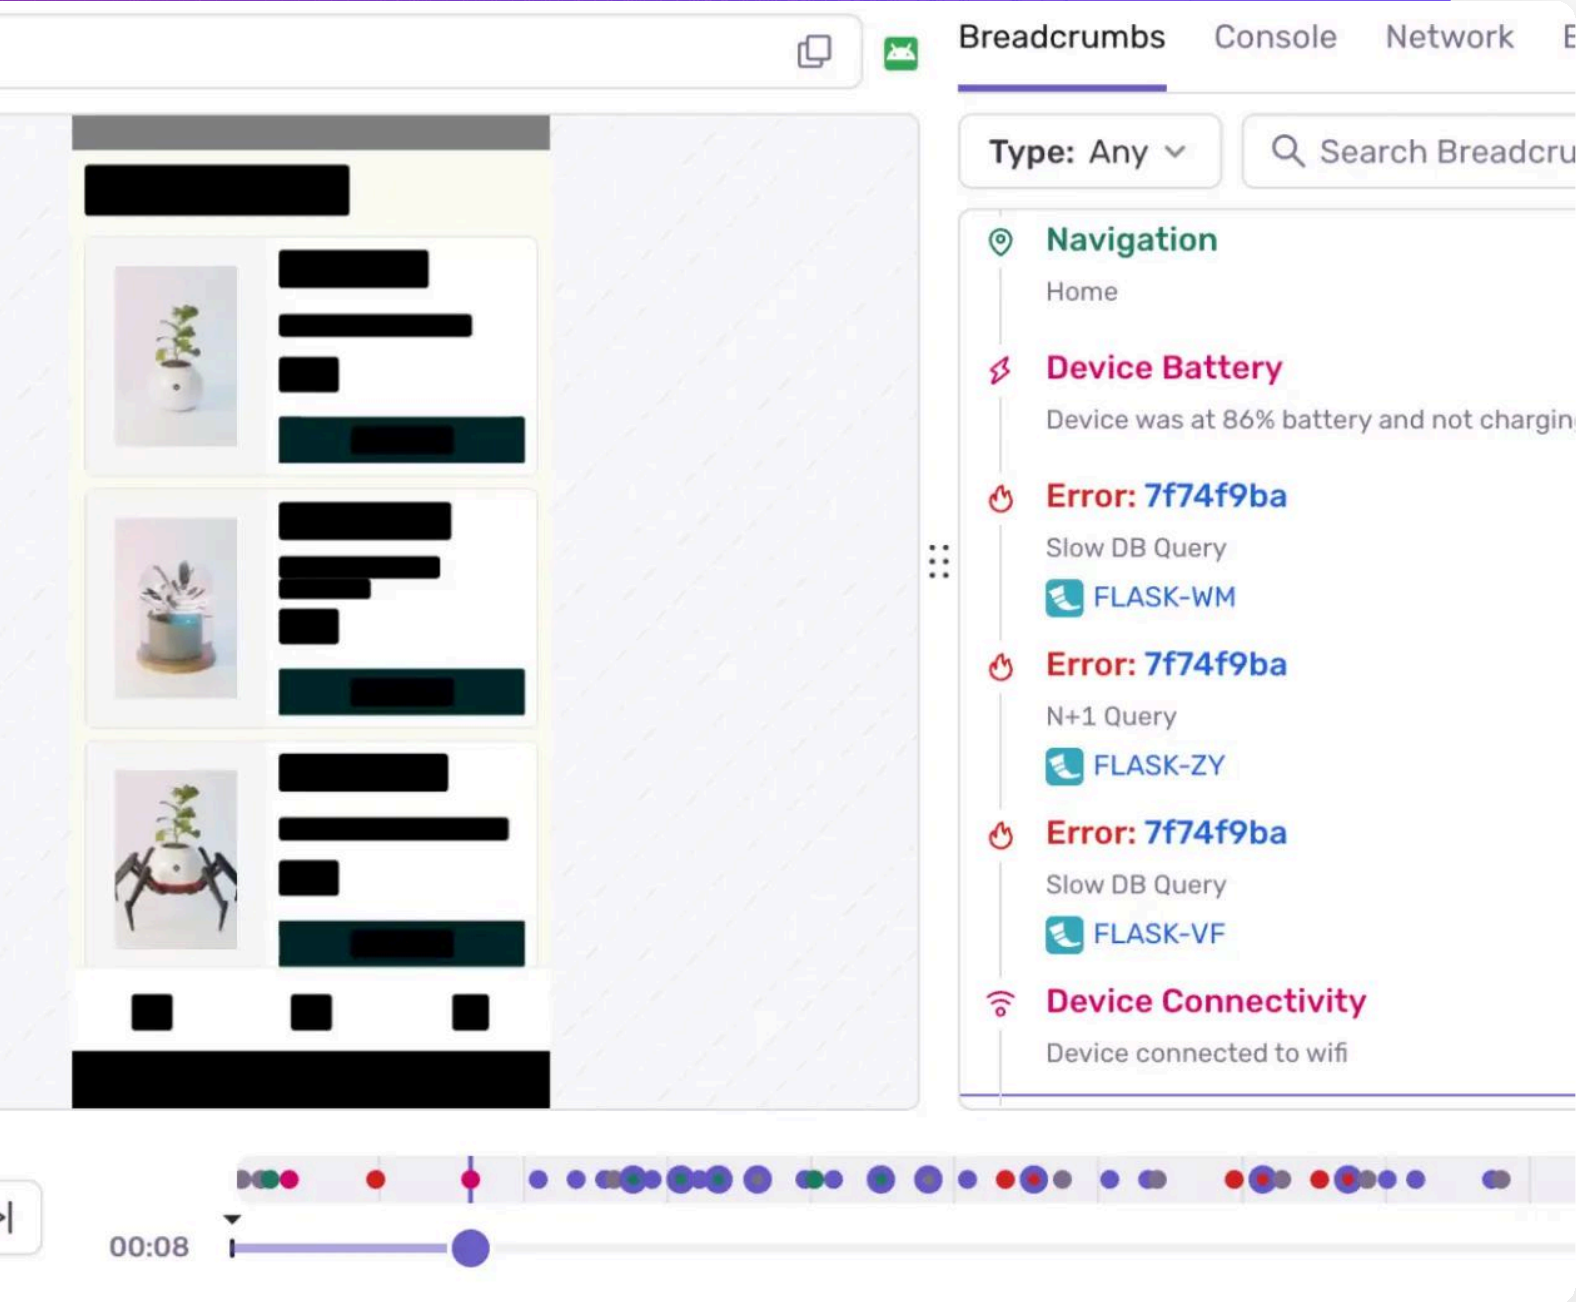 Breadcrumbs Console Network
Type: Any
Search Breadcru
Navigation
Home
Device Battery
Device was at 86% battery and not chargin
Error: 7f74f9ba
Slow DB Query
FLASK-WM
Error: 7f74f9ba
N+1 Query
FLASK-ZY
Error: 7f74f9ba
Slow DB Query
FLASK-VF
Device Connectivity
Device connected to wifi
00:08